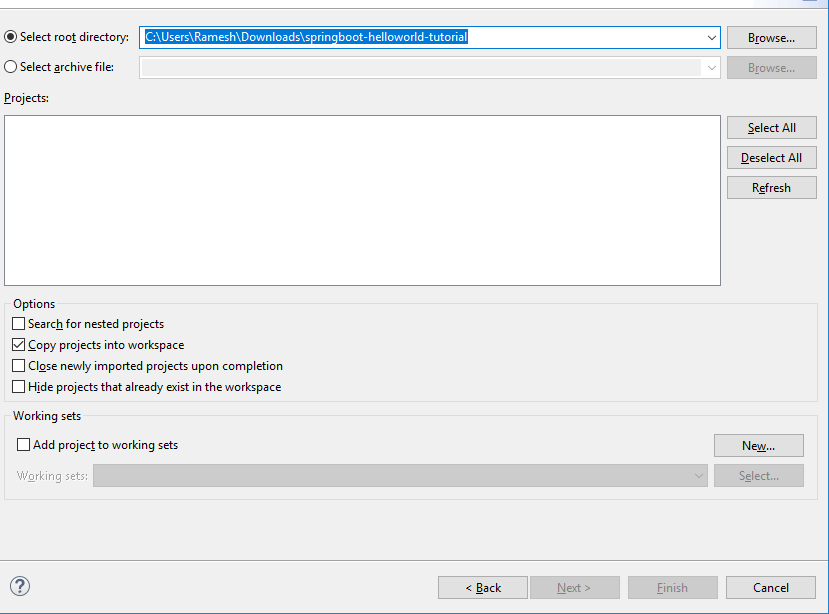 Select root directory: C:\Users\Ramesh\Downloads\springboot-helloworld-tutorial Browse...
Select archive file: Browse...
Projects:
Select All
Deselect All
Refresh
Options
Search for nested projects
Copy projects into workspace
Close newly imported projects upon completion
Hide projects that already exist in the workspace
Working sets
Add project to working sets New...
Working sets: Select...
? < Back Next > Finish Cancel